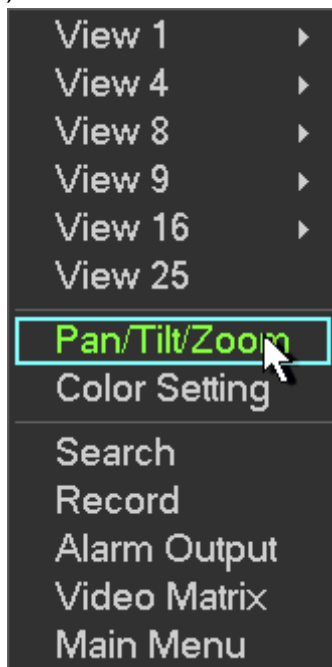 View 1
View 4
View 8
View 9
View 16
View 25
Pan/Tilt/Zoom
Color Setting
Search
Record
Alarm Output
Video Matrix
Main Menu